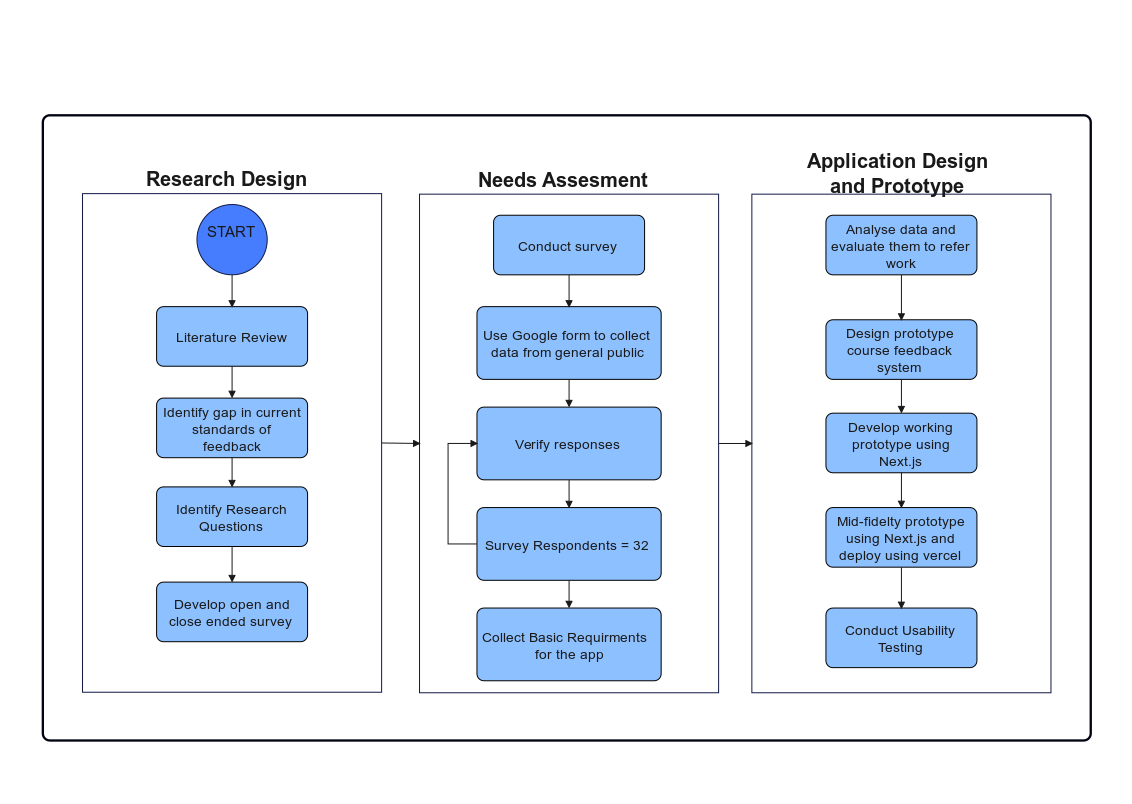 Research Design
START
Literature Review
Identify gap in current
standards of
feedback
Identify Research
Questions
Develop open and
close ended survey
Needs Assesment
Conduct survey
Use Google form to collect
data from general public
Verify responses
Survey Respondents = 32
Collect Basic Requirments
for the app
Application Design
and Prototype
Analyse data and
evaluate them to refer
work
Design prototype
course feedback
system
Develop working
prototype using
Next.js
Mid-fidelty prototype
using Next.js and
deploy using vercel
Conduct Usability
Testing